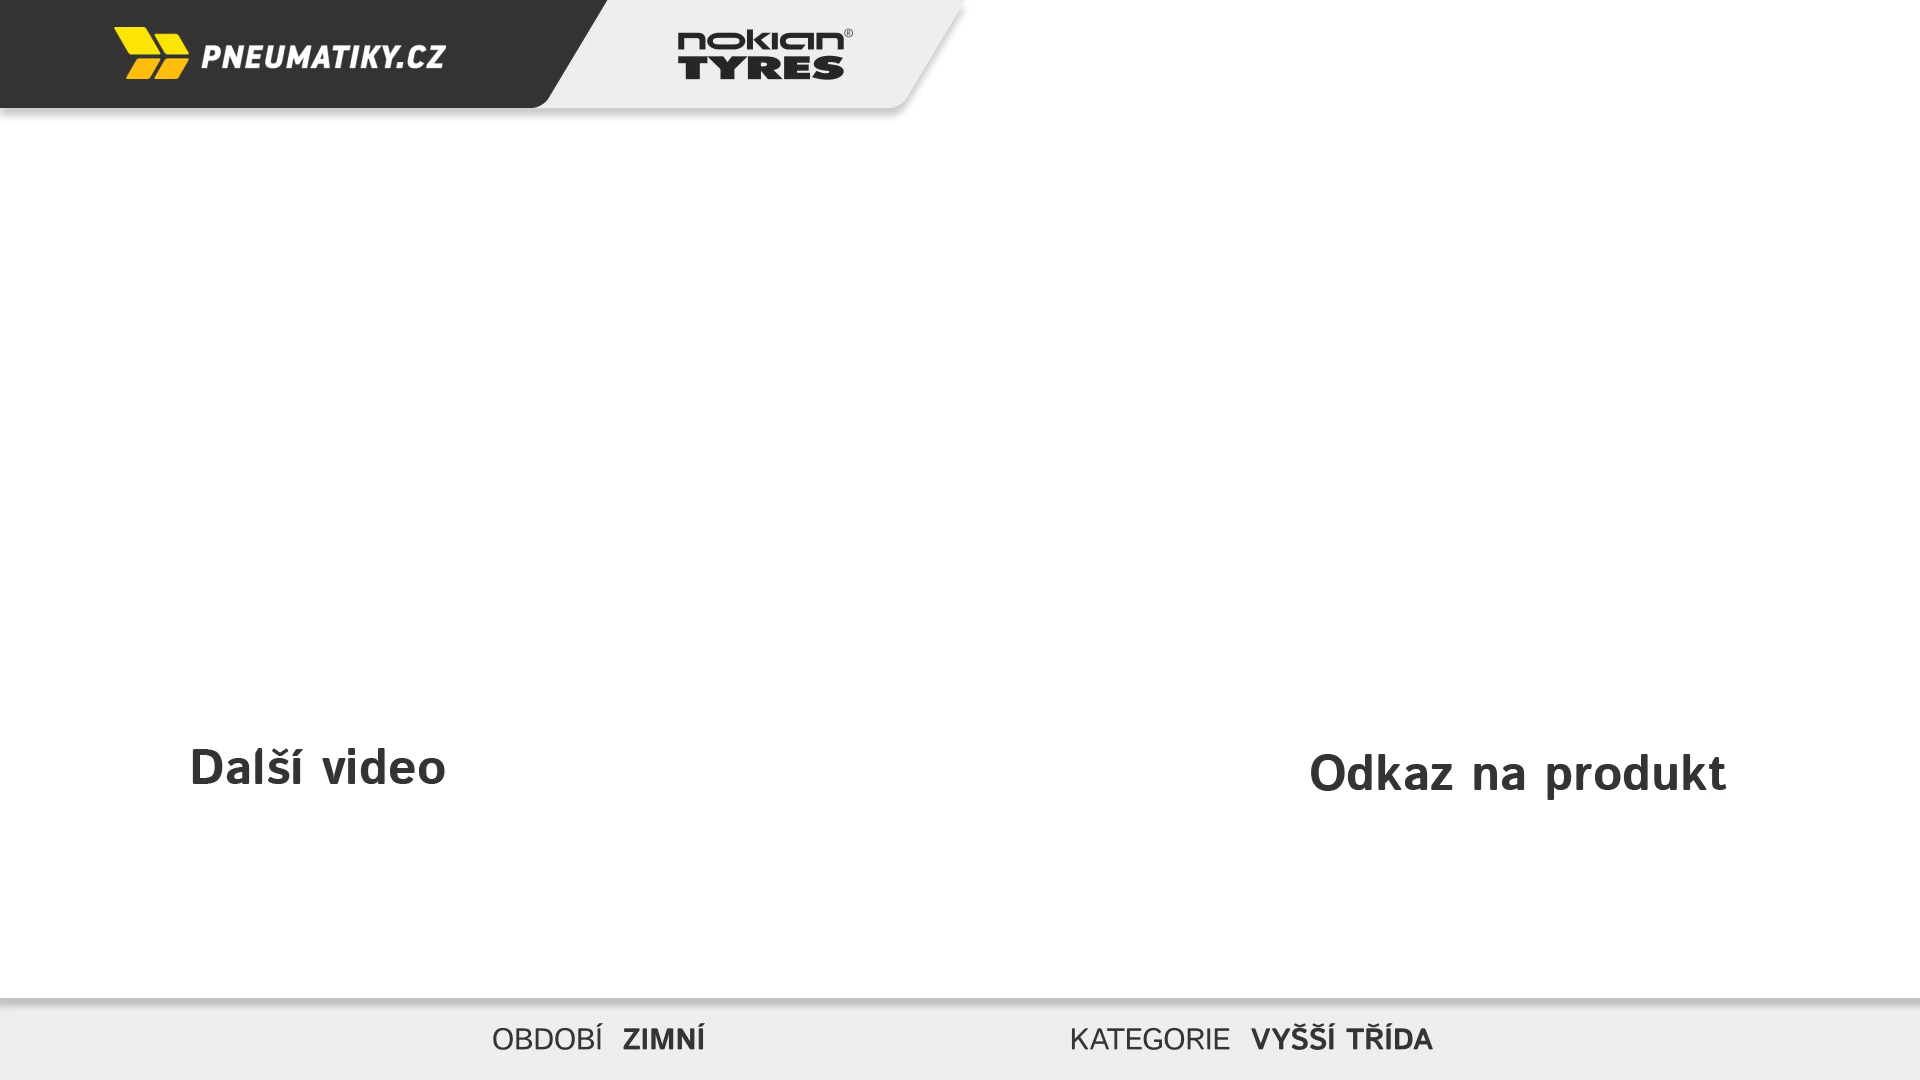 PNEUMATIKY.CZ
nokian®
TYRES
Další video
Odkaz na produkt
OBDOBÍ ZIMNÍ
KATEGORIE VYŠŠÍ TŘÍDA